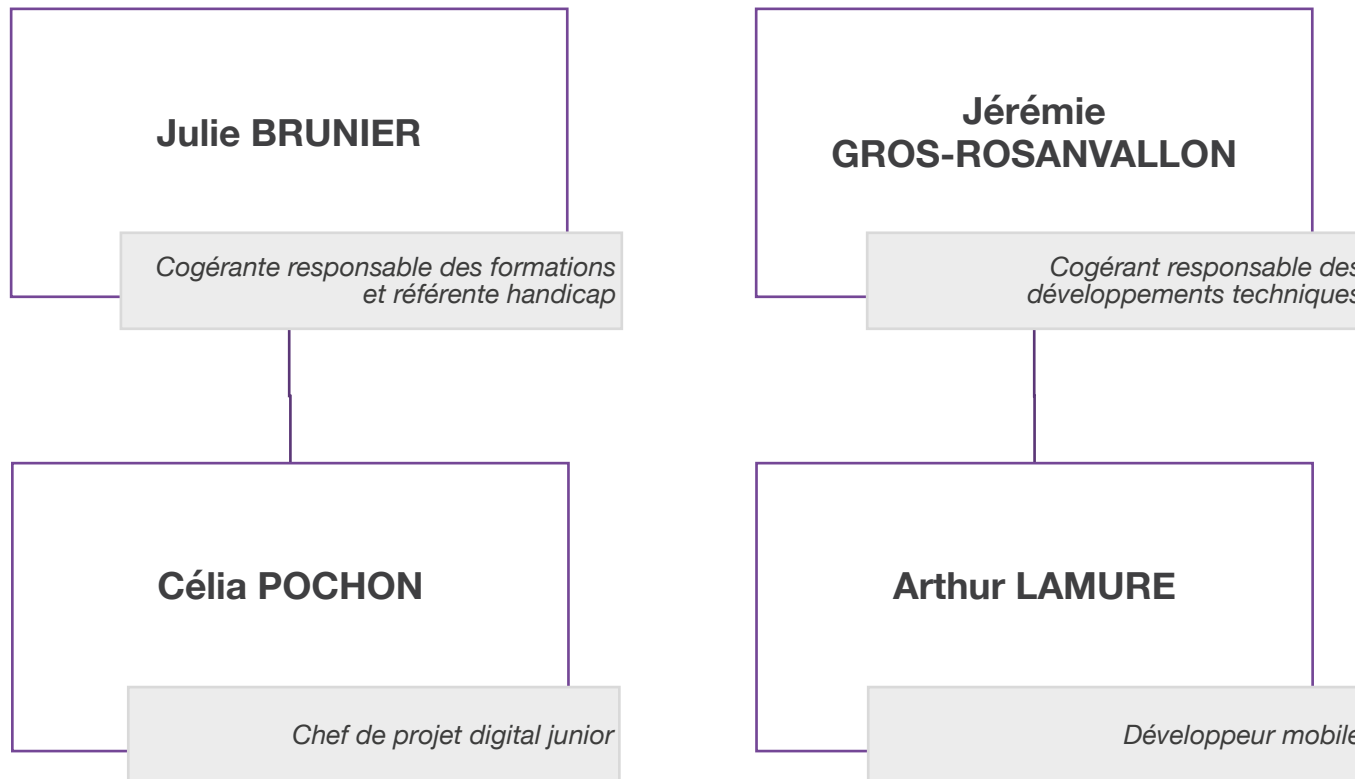 Julie BRUNIER
Cogérante responsable des formations
et référente handicap
Jérémie
GROS-ROSANVALLON
Cogérant responsable des
développements techniques
Célia POCHON
Chef de projet digital junior
Arthur LAMURE
Développeur mobile